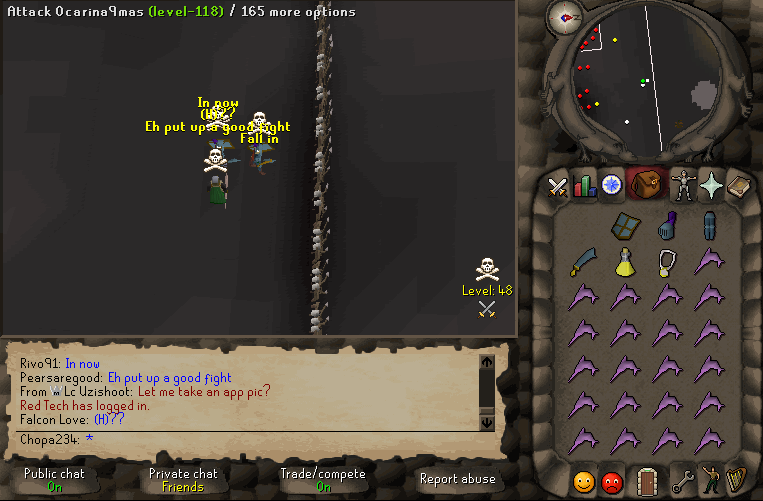 Attack Ocarina9mas (level-118) / 165 more options
In now
(H)??
Eh put up a good fight
Fall in
Level: 48
Rivo91: In now
Pearsaregood: Eh put up a good fight
From Lc Uzishoot: Let me take an app pic?
Red Tech has logged in.
Falcon Love: (H)??
Chopa234: *
Public chat
On
Private chat
Friends
Trade/compete
On
Report abuse